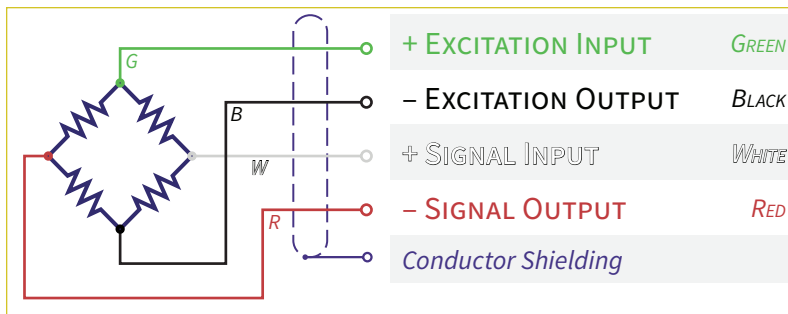 G
+ Excitation Input Green
B
– Excitation Output Black
W
+ Signal Input White
R
– Signal Output Red
Conductor Shielding